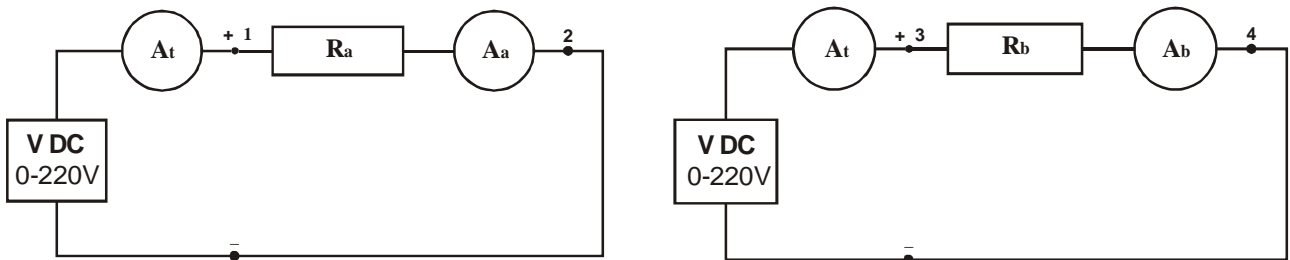 At + 1 Ra Aa 2
V DC
0-220V
–
At + 3 Rb Ab 4
V DC
0-220V
–